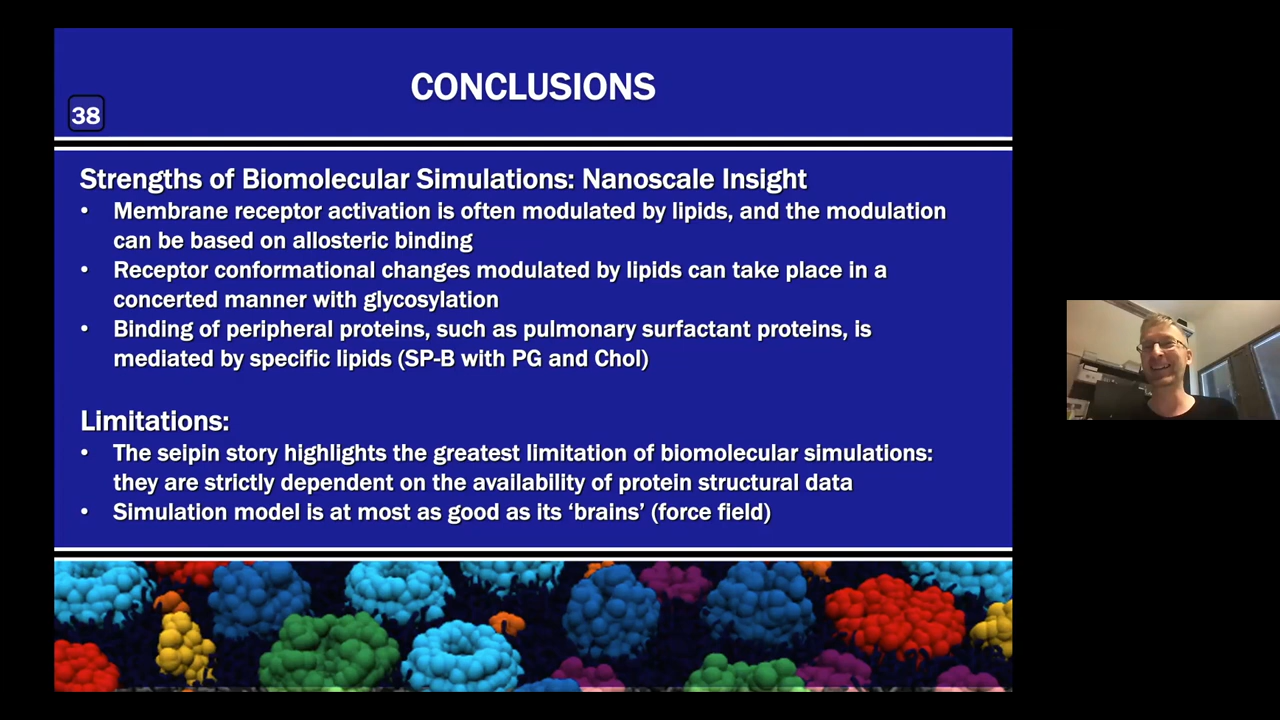 CONCLUSIONS
38
Strengths of Biomolecular Simulations: Nanoscale Insight
• Membrane receptor activation is often modulated by lipids, and the modulation
can be based on allosteric binding
• Receptor conformational changes modulated by lipids can take place in a
concerted manner with glycosylation
• Binding of peripheral proteins, such as pulmonary surfactant proteins, is
mediated by specific lipids (SP-B with PG and Chol)
Limitations:
• The seipin story highlights the greatest limitation of biomolecular simulations:
they are strictly dependent on the availability of protein structural data
• Simulation model is at most as good as its ‘brains’ (force field)